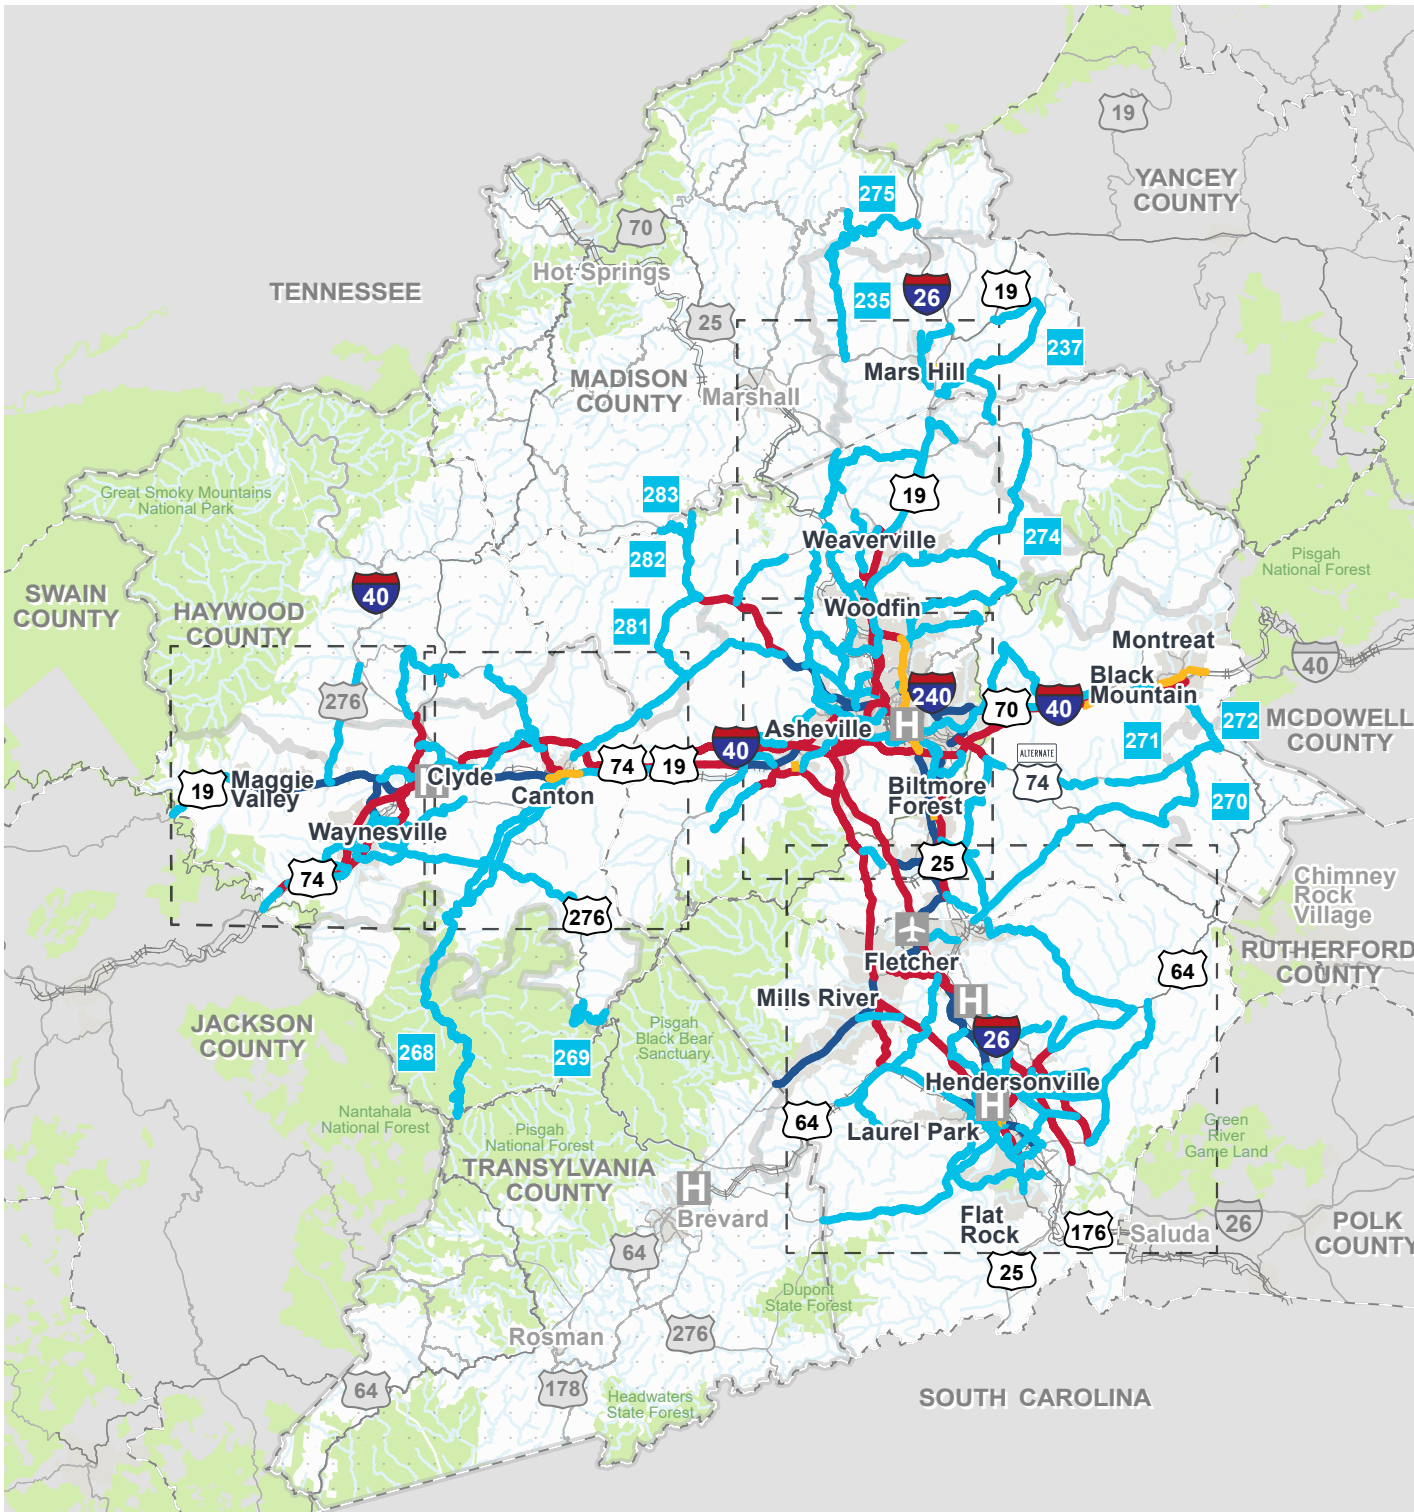 19
YANCEY
COUNTY
275
70
Hot Springs
TENNESSEE
26
19
235
25
237
Mars Hill
MADISON
COUNTY
Marshall
Great Smoky Mountains
National Park
283
19
274
Weaverville
282
Pisgah
National Forest
SWAIN
COUNTY
40
HAYWOOD
COUNTY
Woodfin
281
Montreat
40
Black
Mountain
276
240
70
40
H
Asheville
40
272
MCDOWELL
COUNTY
271
ALTERNATE
74
74
19
19
Maggie
Valley
H
Clyde
Canton
Biltmore
Forest
270
Waynesville
25
74
Chimney
Rock
Village
276
RUTHERFORD
COUNTY
Fletcher
64
Mills River
H
JACKSON
COUNTY
Pisgah
Black Bear
Sanctuary
26
268
269
Hendersonville
H
Nantahala
National Forest
64
Laurel Park
Pisgah
National Forest
Green
River
Game Land
TRANSYLVANIA
COUNTY
H
Brevard
Flat
Rock
176
Saluda
26
POLK
COUNTY
64
25
Dupont
State Forest
Rosman
276
64
178
Headwaters
State Forest
SOUTH CAROLINA